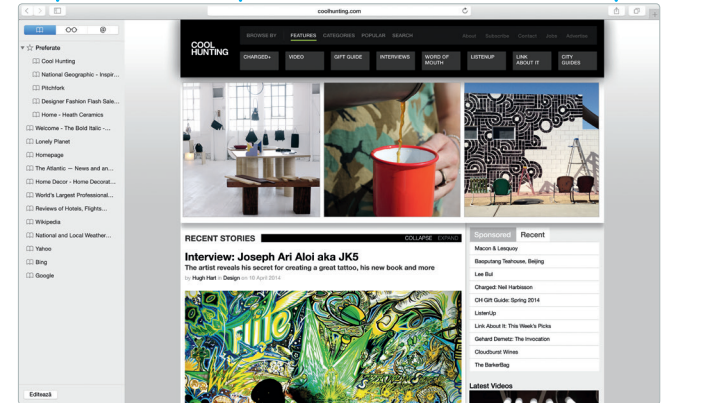 coolhunting.com
@
Preferate
Cool Hunting
National Geographic - Inspir...
Pitchfork
Designer Fashion Flash Sale...
Home - Heath Ceramics
Welcome - The Bold Italic -...
Lonely Planet
Homepage
The Atlantic — News and an...
Home Decor - Home Decorat...
World's Largest Professional...
Reviews of Hotels, Flights...
Wikipedia
National and Local Weather...
Yahoo
Bing
Google
Editează
COOL
HUNTING
BROWSE BY FEATURES CATEGORIES POPULAR SEARCH
About Subscribe Contact Jobs Advertise
CHARGED+
VIDEO
GIFT GUIDE
INTERVIEWS
WORD OF
MOUTH
LISTENUP
LINK
ABOUT IT
CITY
GUIDES
RECENT STORIES
COLLAPSE EXPAND
Interview: Joseph Ari Aloi aka JK5
The artist reveals his secret for creating a great tattoo, his new book and more
by Hugh Hart in Design on 18 April 2014
Sponsored Recent
Macon & Lesquoy
Baoputang Teahouse, Beijing
Lee Bul
Charged: Neil Harbisson
CH Gift Guide: Spring 2014
ListenUp
Link About It: This Week's Picks
Gehard Demetz: The Invocation
Cloudburst Wines
The BarkerBag
Latest Videos